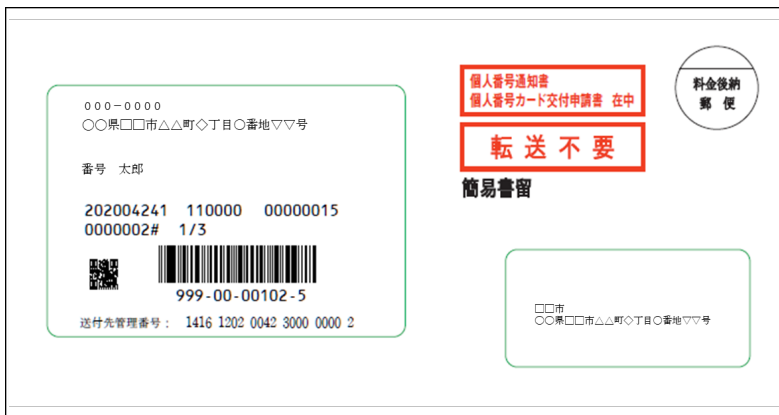 000-0000
〇〇県□□市△△町◇丁目〇番地▽▽号
番号 太郎
202004241 110000 00000015
0000002# 1/3
999-00-00102-5
送付先管理番号： 1416 1202 0042 3000 0000 2
個人番号通知書
個人番号カード交付申請書 在中
転送不要
簡易書留
料金後納
郵便
□□市
〇〇県□□市△△町◇丁目〇番地▽▽号